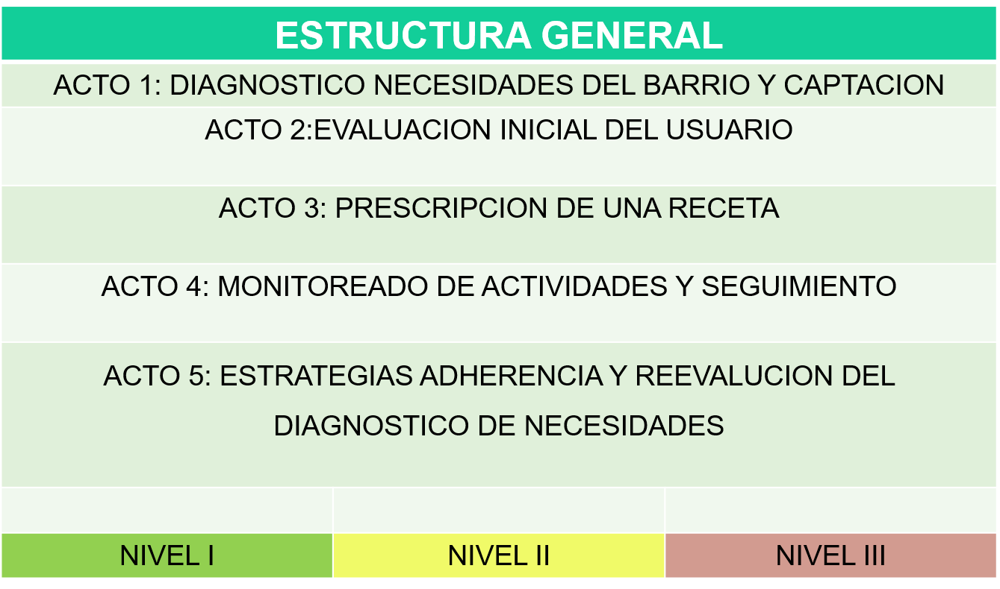 ESTRUCTURA GENERAL
ACTO 1: DIAGNOSTICO NECESIDADES DEL BARRIO Y CAPTACION
ACTO 2:EVALUACION INICIAL DEL USUARIO
ACTO 3: PRESCRIPCION DE UNA RECETA
ACTO 4: MONITOREADO DE ACTIVIDADES Y SEGUIMIENTO
ACTO 5: ESTRATEGIAS ADHERENCIA Y REEVALUCION DEL
DIAGNOSTICO DE NECESIDADES
NIVEL I
NIVEL II
NIVEL III